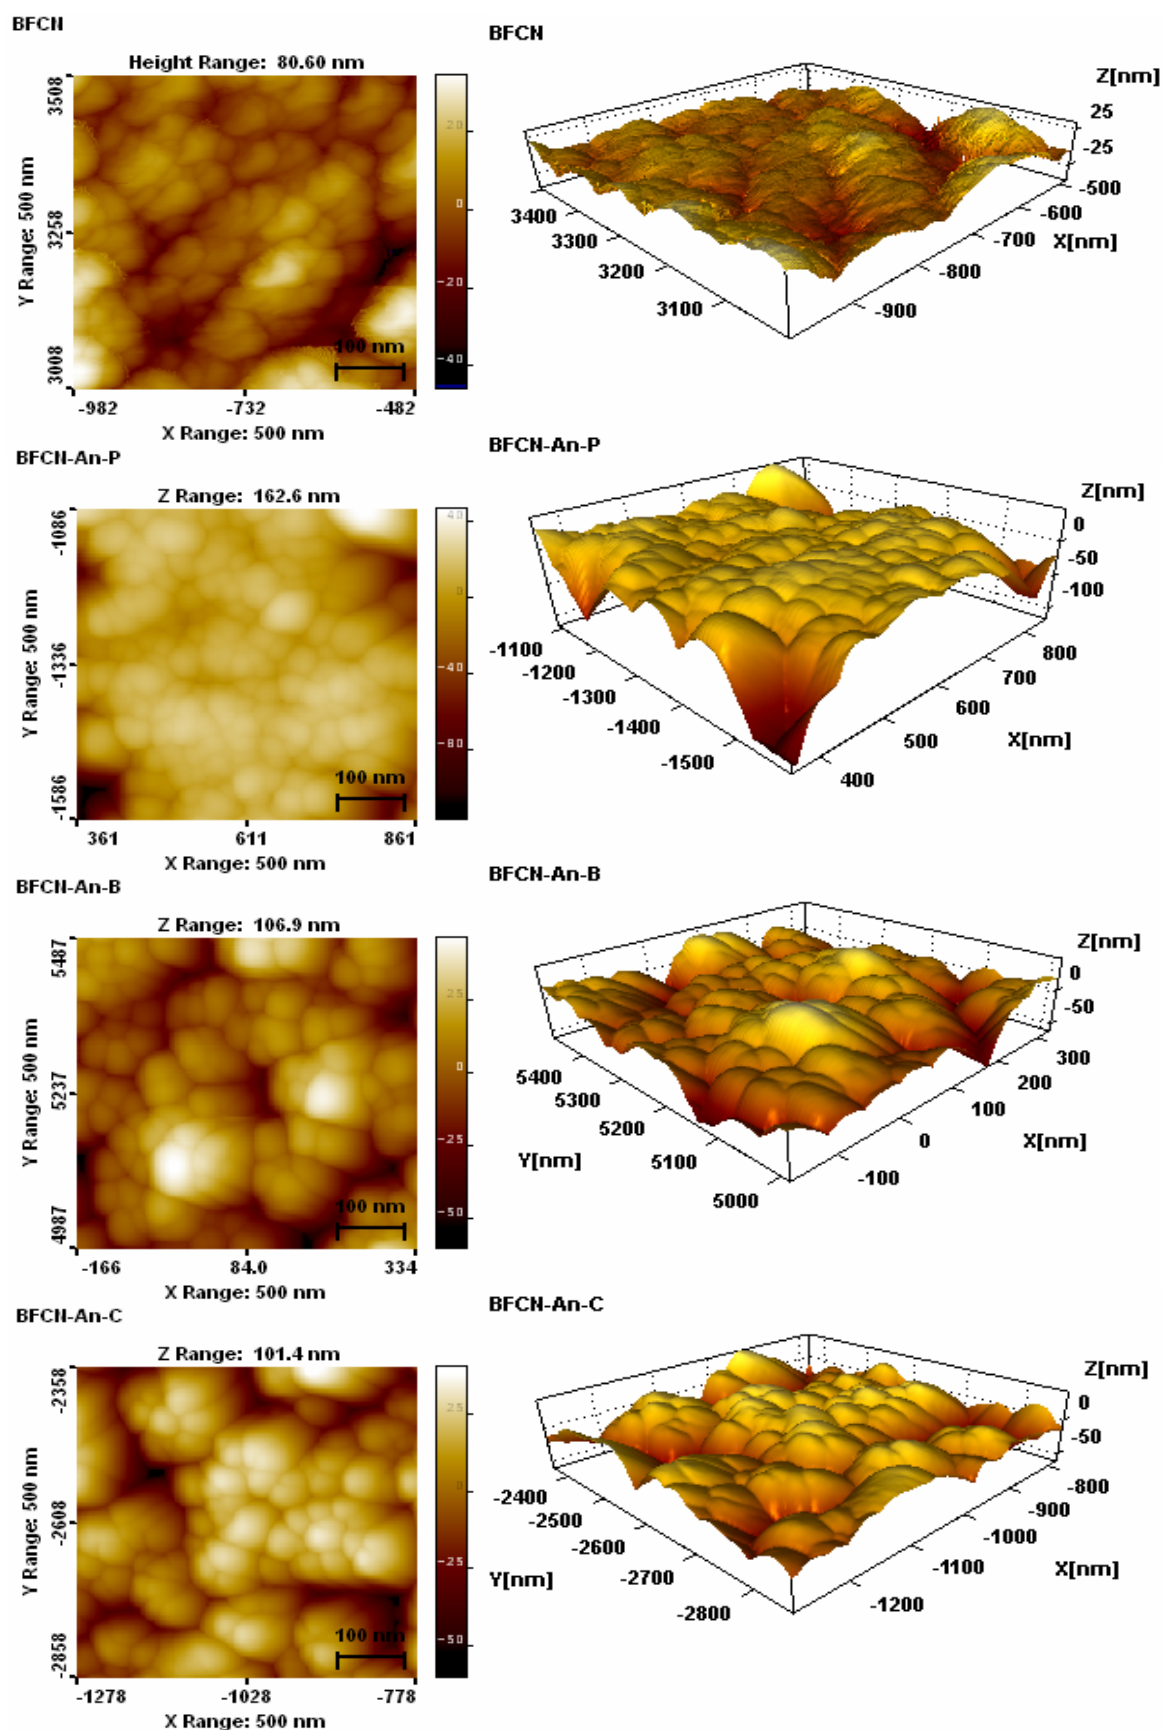 BFCN
Height Range: 80.60 nm
3508
3258
3008
Y Range: 500 nm
20
0
-20
-40
100 nm
-982
-732
-482
X Range: 500 nm
BFCN
Z[nm]
25
-25
-500
-600
-700
X[nm]
-800
-900
3400
3300
3200
3100
BFCN-An-P
Z Range: 162.6 nm
-1086
-1336
-1586
Y Range: 500 nm
40
0
-40
-80
100 nm
361
611
861
X Range: 500 nm
BFCN-An-P
Z[nm]
0
-50
-100
800
700
600
X[nm]
500
400
-1100
-1200
-1300
-1400
-1500
BFCN-An-B
Z Range: 106.9 nm
5487
5237
4987
Y Range: 500 nm
25
0
-25
-50
100 nm
-166
84.0
334
X Range: 500 nm
BFCN-An-B
Z[nm]
0
-50
300
200
100
X[nm]
0
-100
5400
5300
5200
Y[nm]
5100
5000
BFCN-An-C
Z Range: 101.4 nm
-2358
-2608
-2858
Y Range: 500 nm
25
0
-25
-50
100 nm
-1278
-1028
-778
X Range: 500 nm
BFCN-An-C
Z[nm]
0
-50
-800
-900
-1000
X[nm]
-1100
-1200
-2400
-2500
-2600
Y[nm]
-2700
-2800